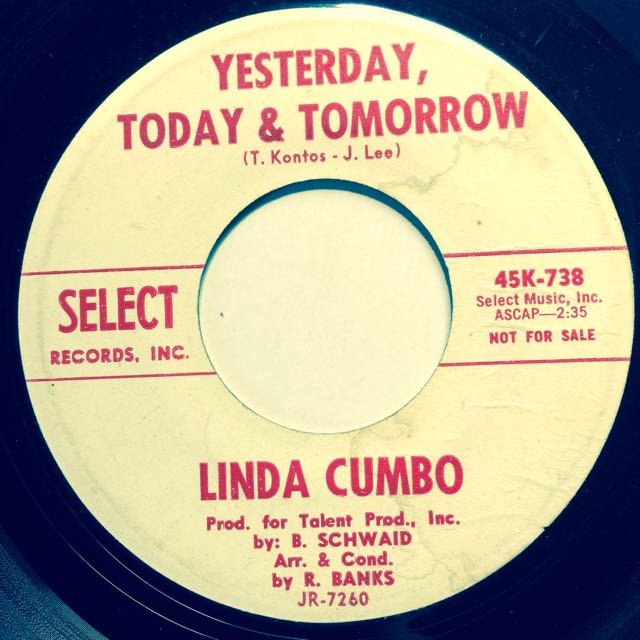 YESTERDAY,
TODAY & TOMORROW
(T. Kontos - J. Lee)
SELECT
RECORDS, INC.
45K-738
Select Music, Inc.
ASCAP—2:35
NOT FOR SALE
LINDA CUMBO
Prod. for Talent Prod., Inc.
by: B. SCHWAID
Arr. & Cond.
by R. BANKS
JR-7260